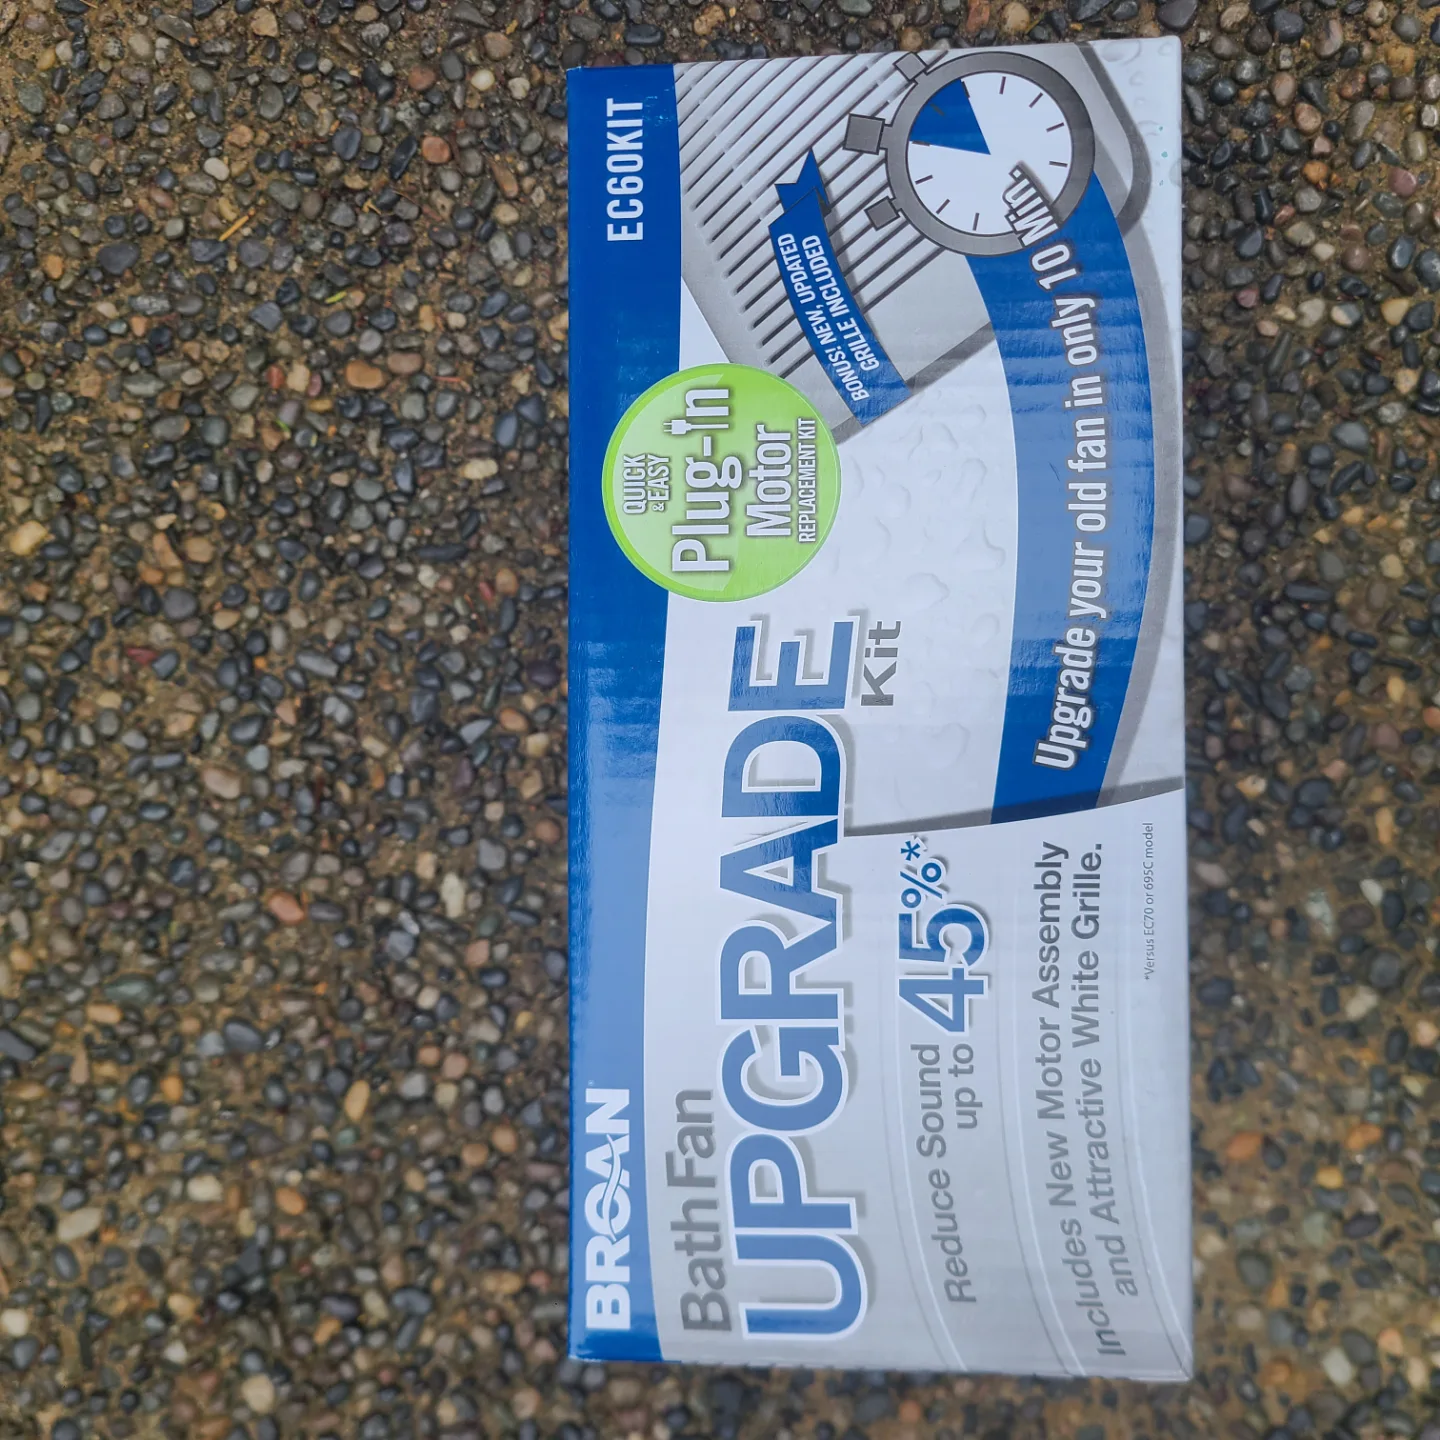 BROAN
EC60KIT
Bath Fan
UPGRADE
Kit
QUICK
& EASY
Plug-in
Motor
REPLACEMENT KIT
BONUS! NEW, UPDATED
GRILLE INCLUDED
Reduce Sound
up to 45%*
Upgrade your old fan in only 10 Min.
Includes New Motor Assembly
and Attractive White Grille.
*Versus EC70 or 695C model